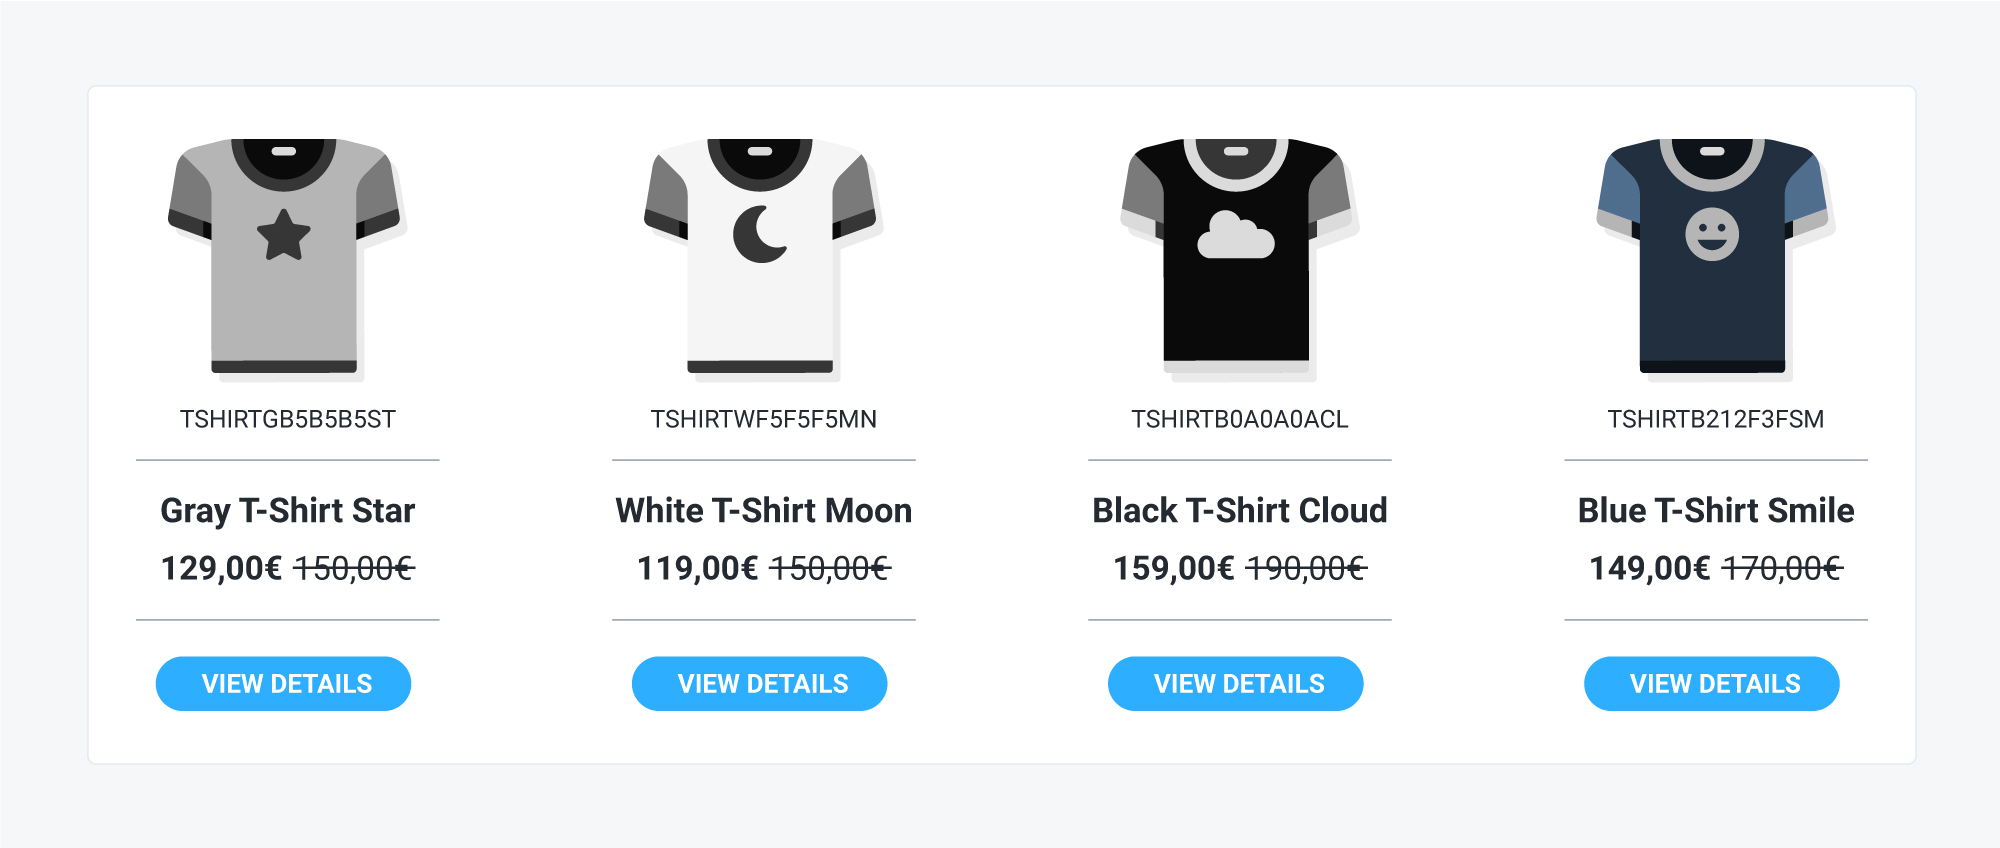 TSHIRTGB5B5B5ST
TSHIRTWF5F5F5MN
TSHIRTB0A0A0ACL
TSHIRTB212F3FSM
Gray T-Shirt Star
White T-Shirt Moon
Black T-Shirt Cloud
Blue T-Shirt Smile
129,00€ 150,00€
119,00€ 150,00€
159,00€ 190,00€
149,00€ 170,00€
VIEW DETAILS
VIEW DETAILS
VIEW DETAILS
VIEW DETAILS